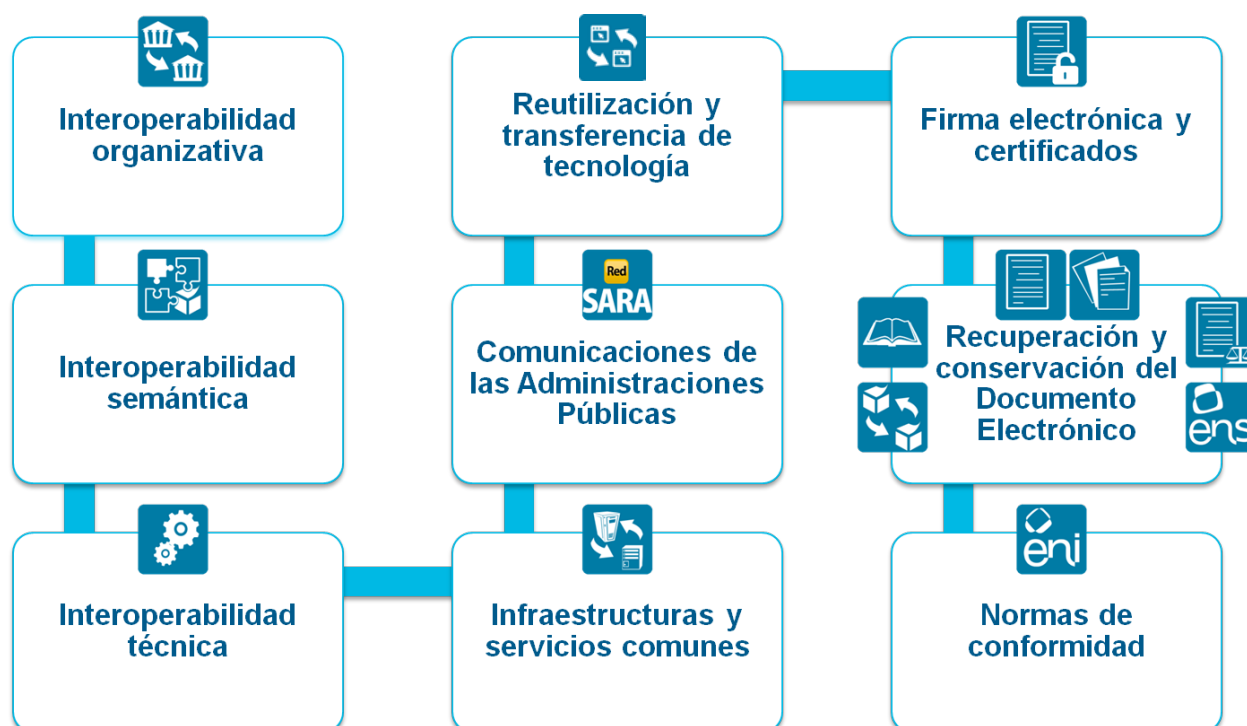 Interoperabilidad
organizativa
Interoperabilidad
semántica
Interoperabilidad
técnica
Infraestructuras y
servicios comunes
Red
SARA
Comunicaciones de
las Administraciones
Públicas
Reutilización y
transferencia de
tecnología
Firma electrónica y
certificados
Recuperación y
conservación del
Documento
Electrónico
ens
eni
Normas de
conformidad